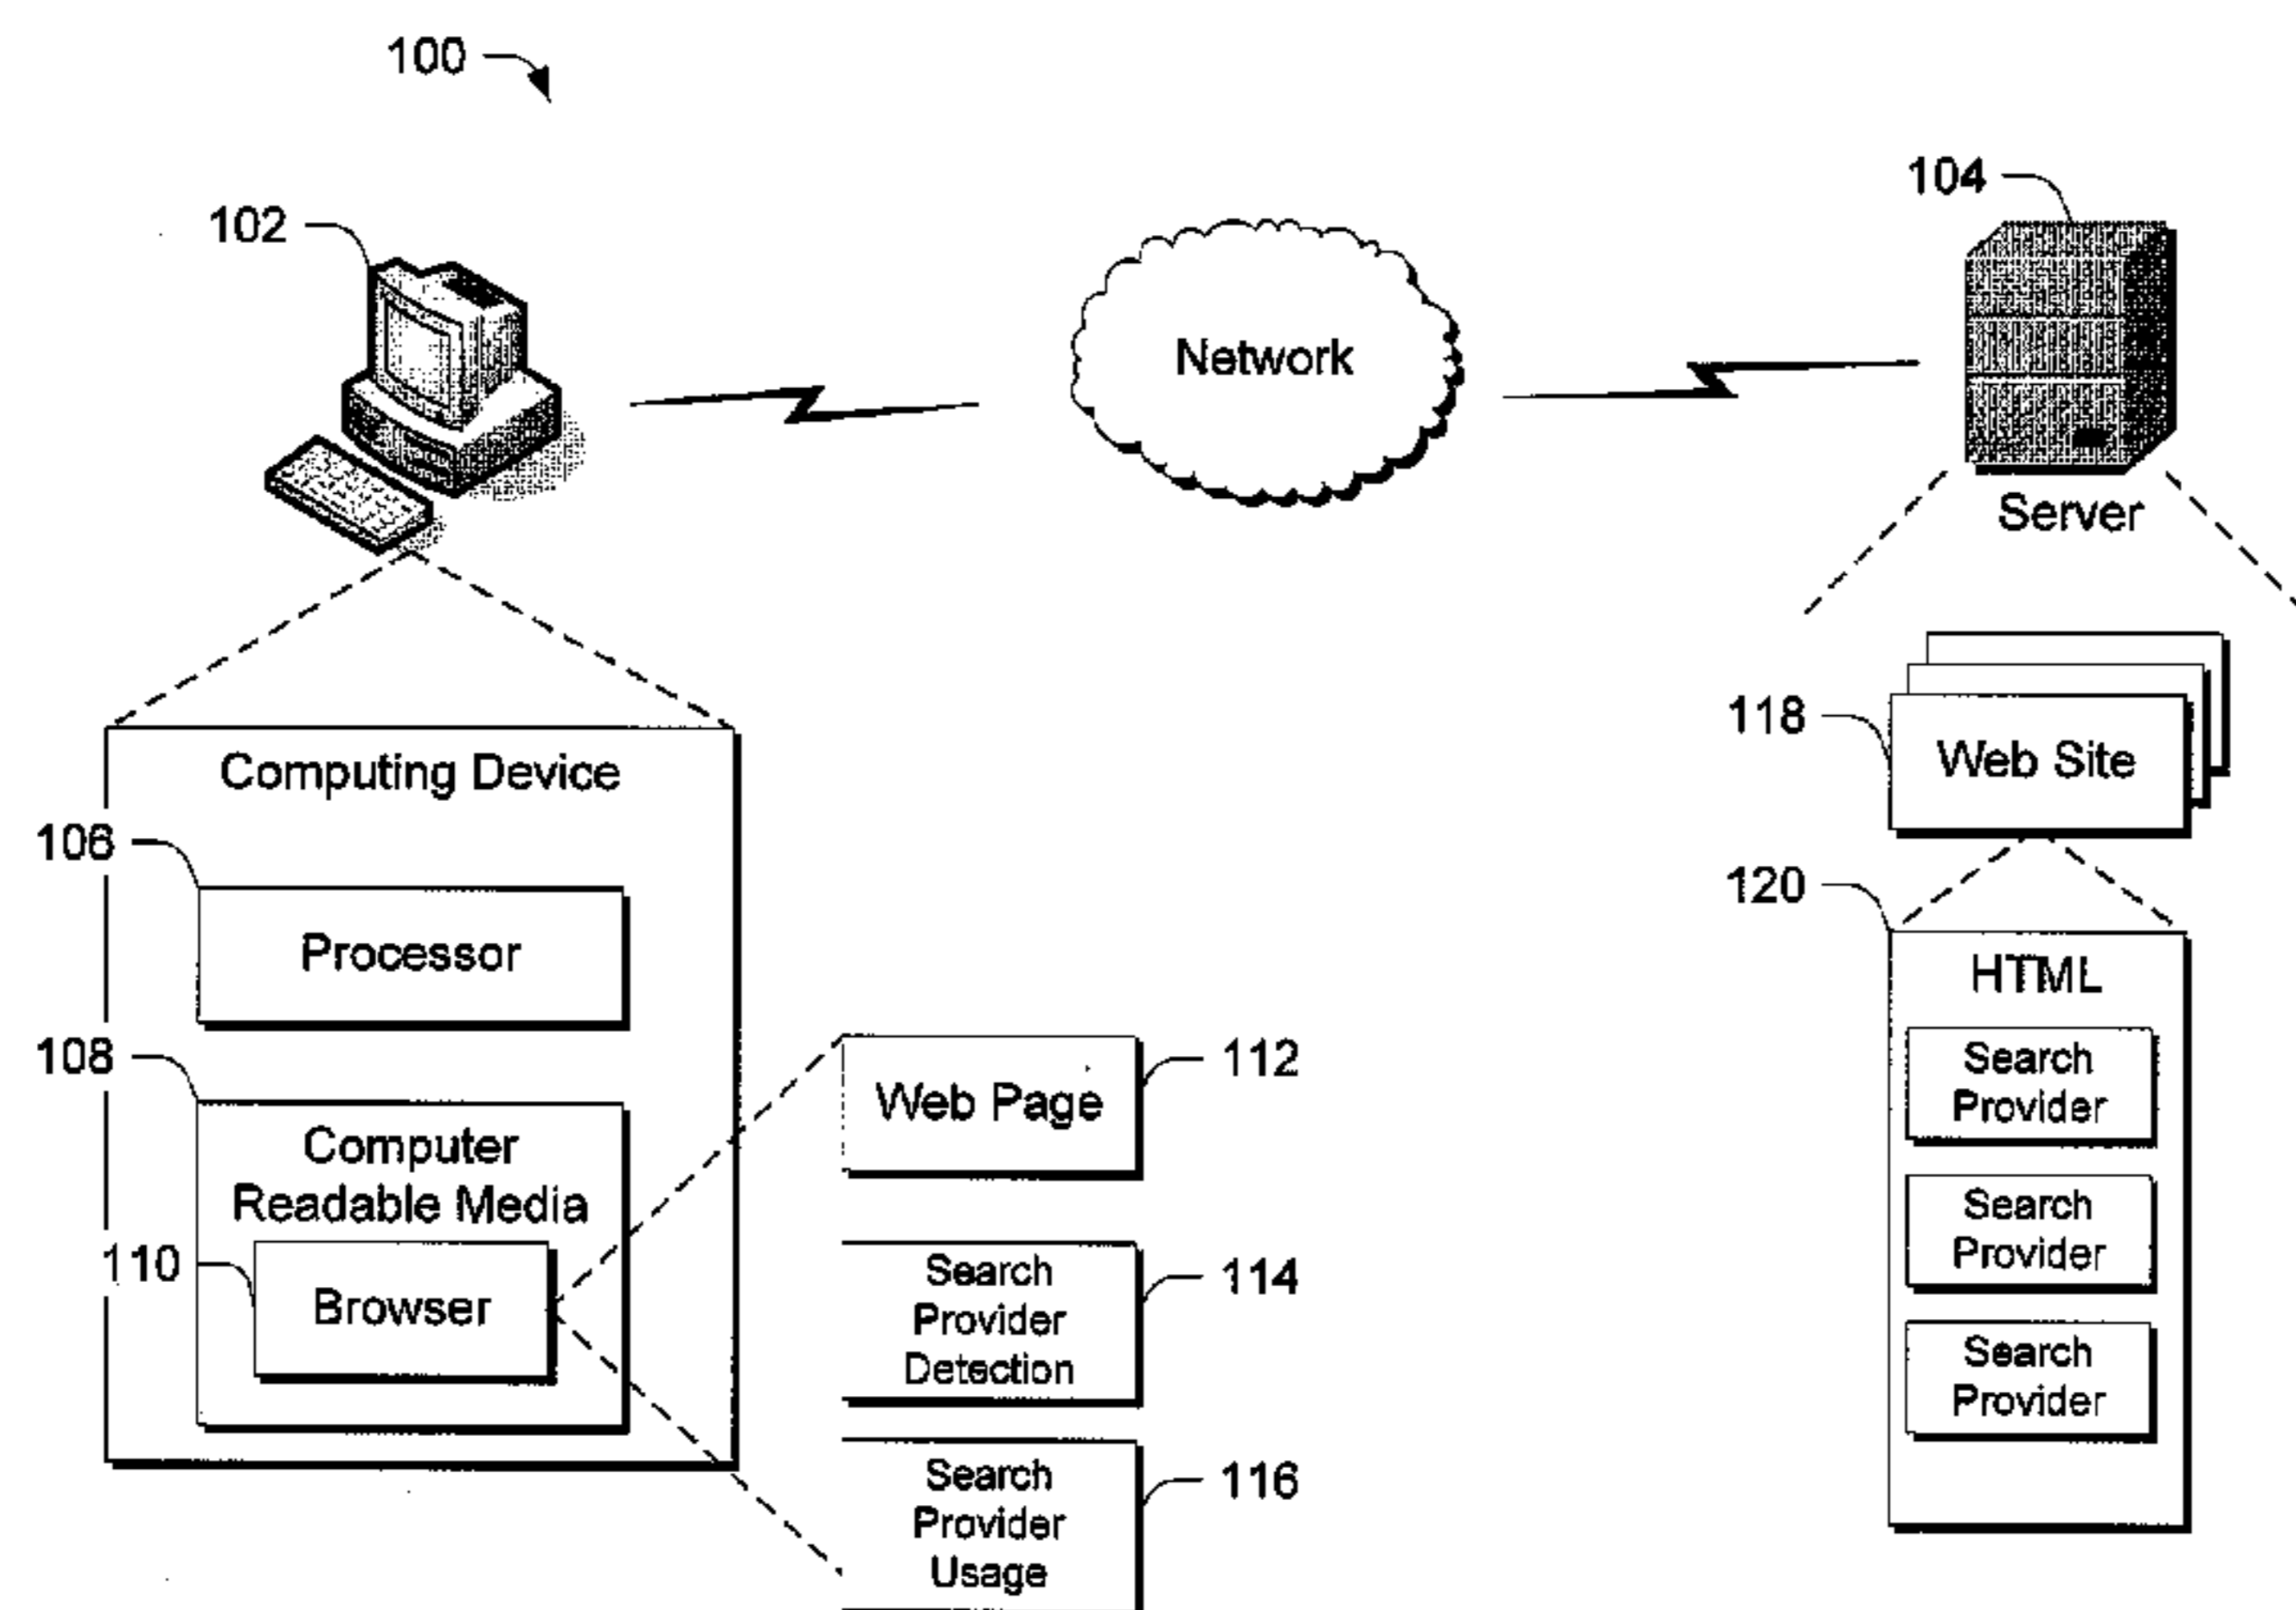 100
102
Network
104
Server
Computing Device
106
Processor
108
Computer
Readable Media
110
Browser
Web Page
112
Search
Provider
Detection
114
Search
Provider
Usage
116
118
Web Site
120
HTML
Search
Provider
Search
Provider
Search
Provider